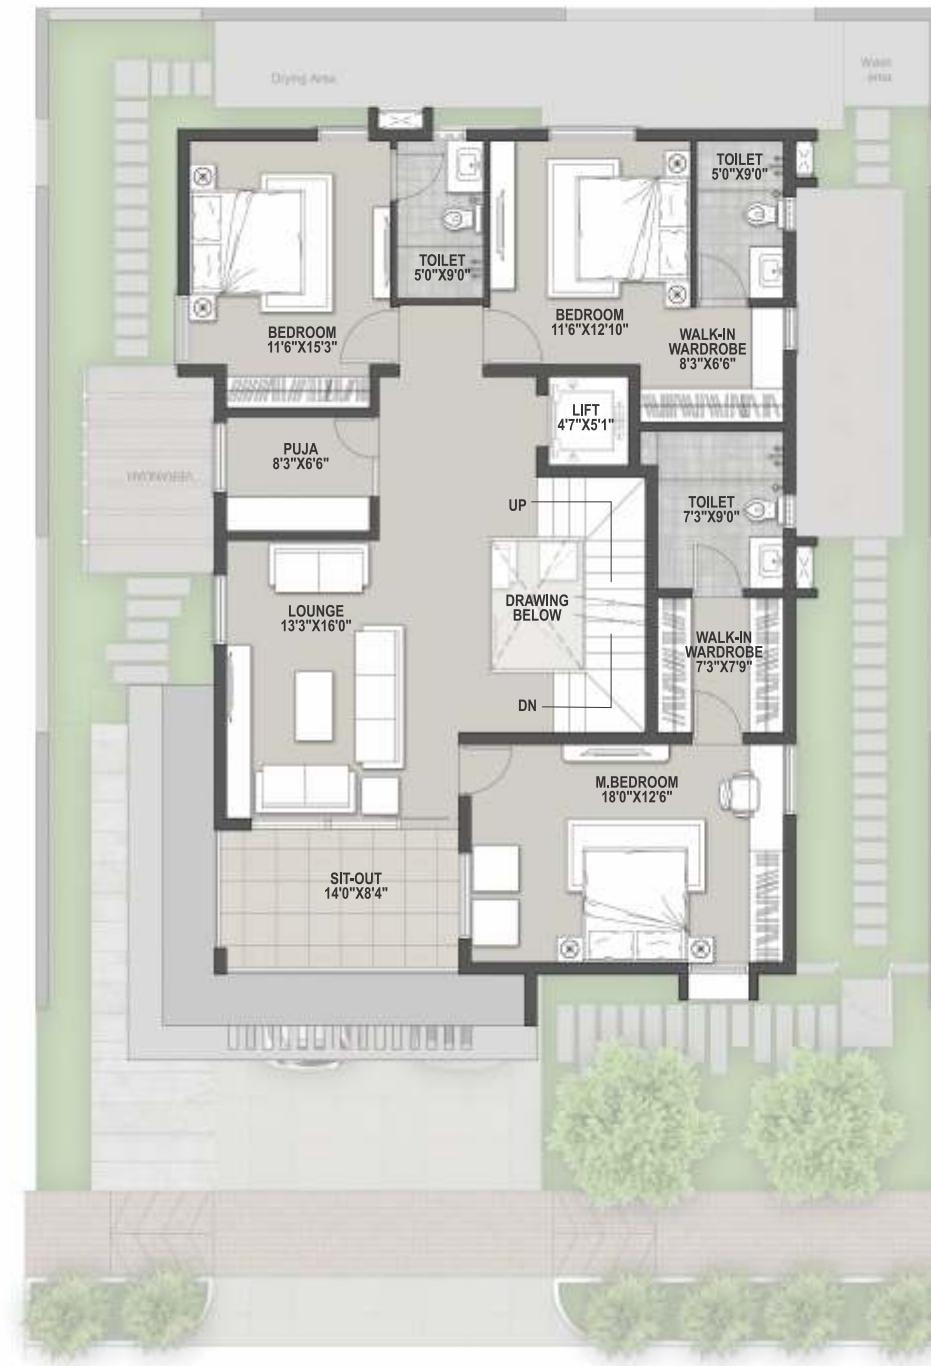 Drying Area
Wash
area
TOILET
5'0"X9'0"
TOILET
5'0"X9'0"
BEDROOM
11'6"X15'3"
BEDROOM
11'6"X12'10"
WALK-IN
WARDROBE
8'3"X6'6"
LIFT
4'7"X5'1"
PUJA
8'3"X6'6"
VERANDAH
UP
TOILET
7'3"X9'0"
LOUNGE
13'3"X16'0"
DRAWING
BELOW
WALK-IN
WARDROBE
7'3"X7'9"
DN
M.BEDROOM
18'0"X12'6"
SIT-OUT
14'0"X8'4"